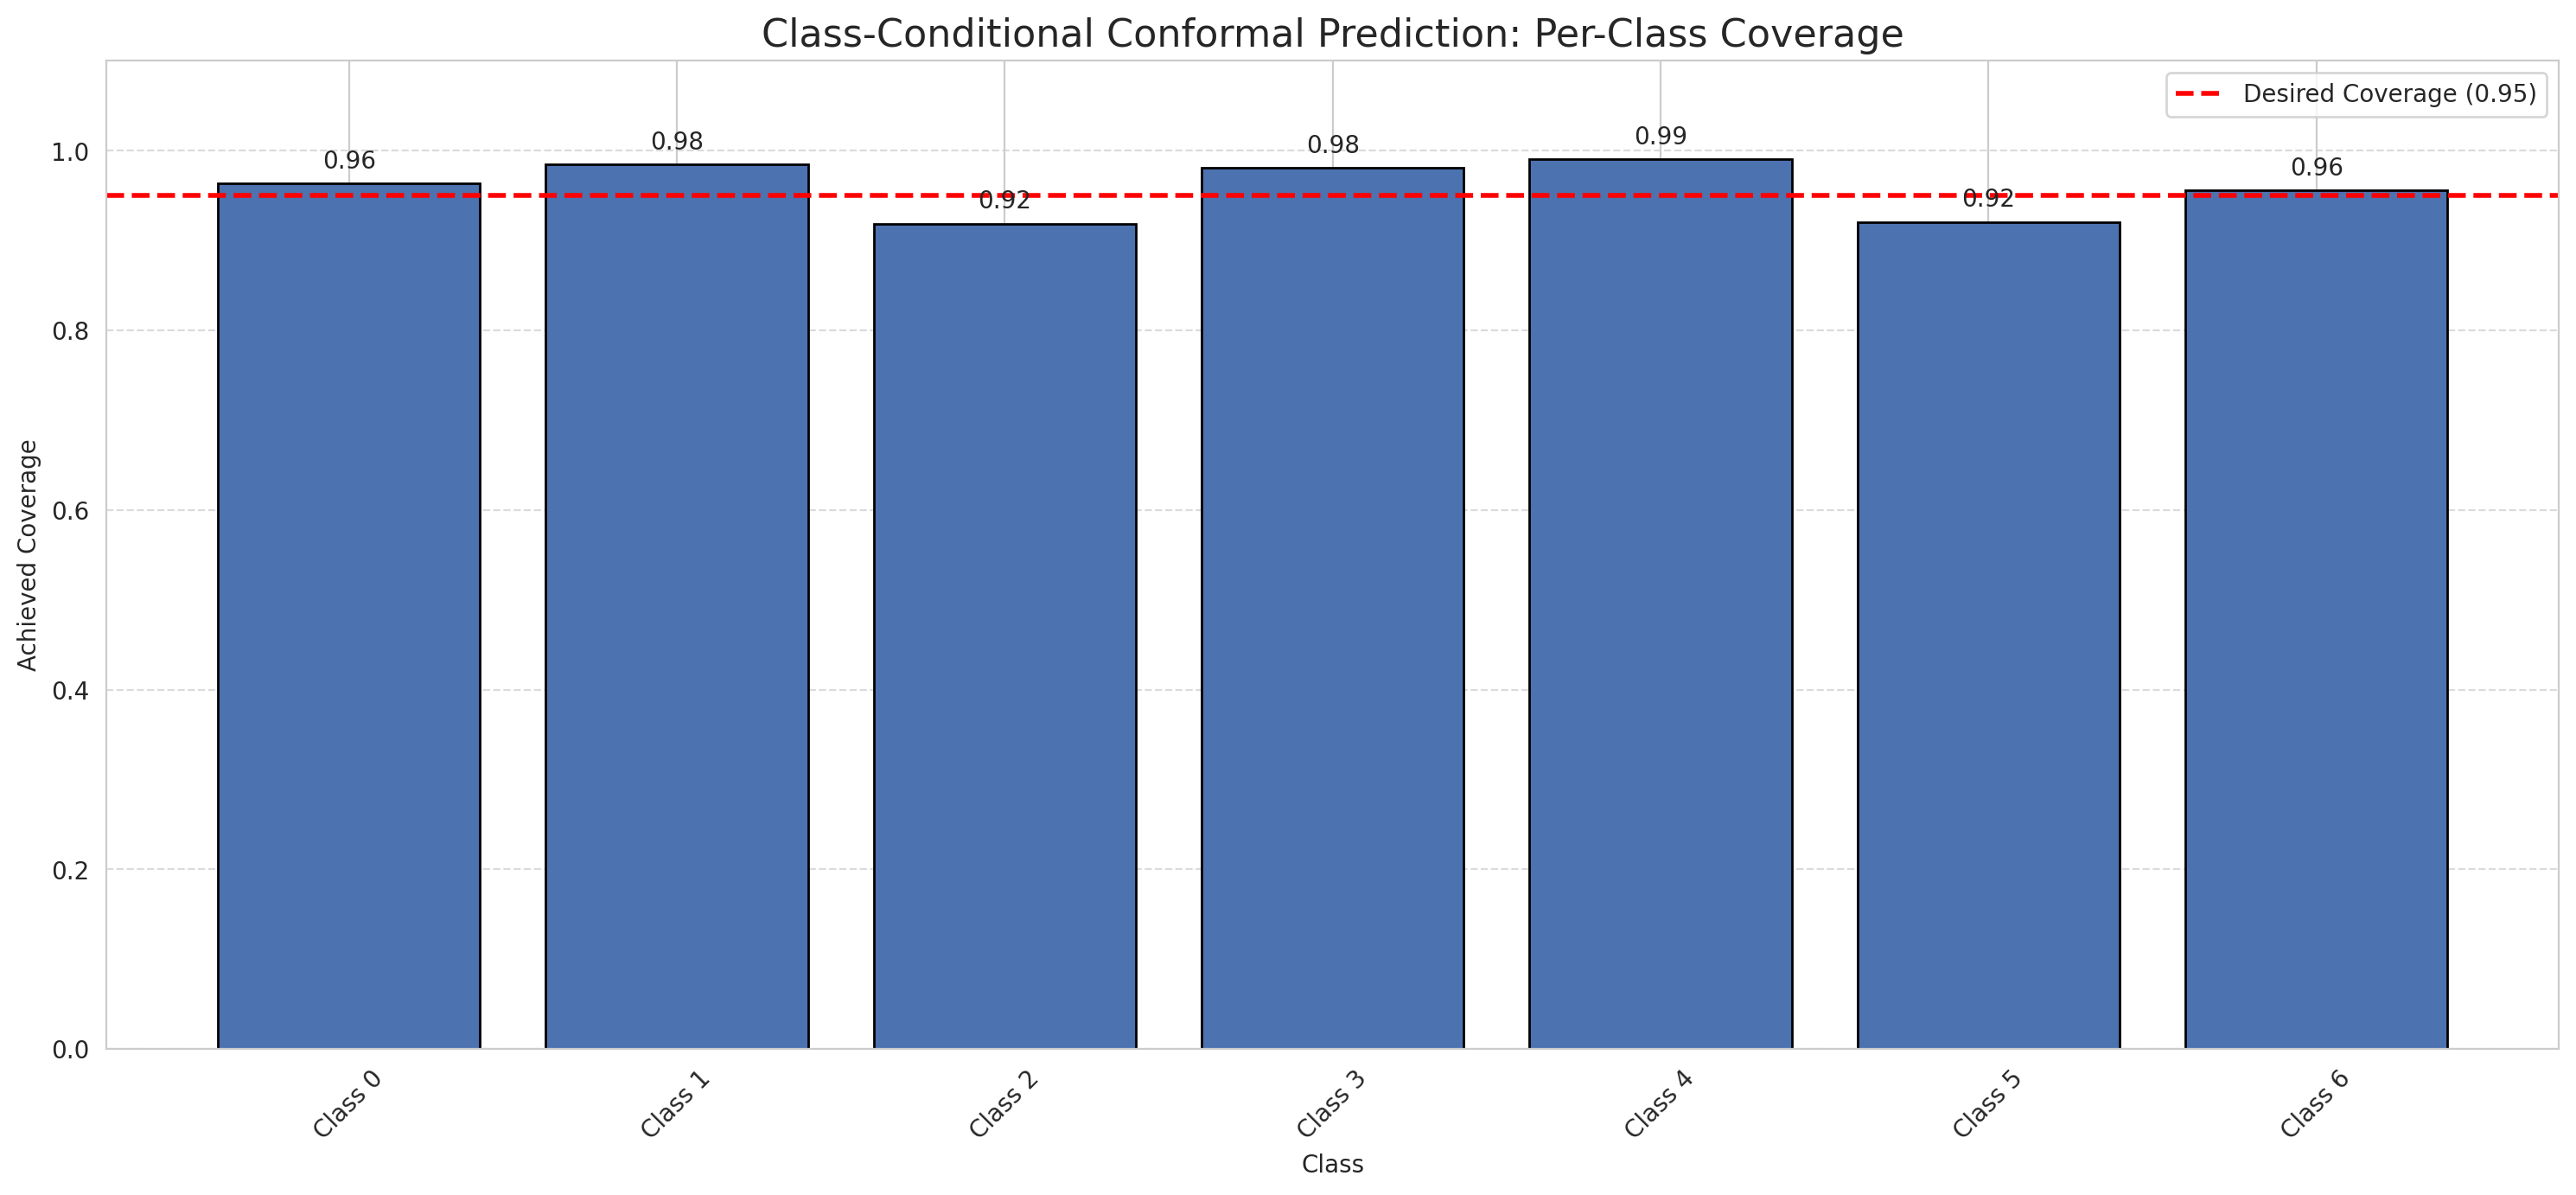 Class-Conditional Conformal Prediction: Per-Class Coverage
Desired Coverage (0.95)
Achieved Coverage
1.0
0.8
0.6
0.4
0.2
0.0
0.96
0.98
0.92
0.98
0.99
0.92
0.96
Class 0
Class 1
Class 2
Class 3
Class 4
Class 5
Class 6
Class